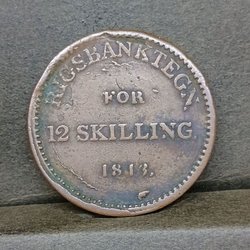 RIGSBANKTEGN
FOR
12 SKILLING
1813.